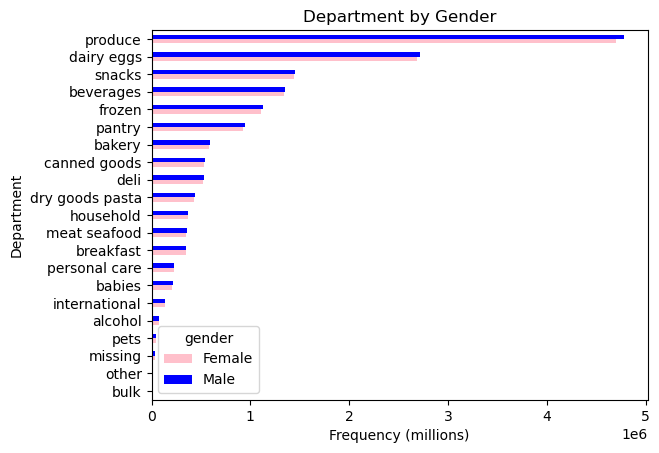 Department by Gender
Department
produce
dairy eggs
snacks
beverages
frozen
pantry
bakery
canned goods
deli
dry goods pasta
household
meat seafood
breakfast
personal care
babies
international
alcohol
pets
missing
other
bulk
gender
Female
Male
0 1 2 3 4 5
1e6
Frequency (millions)